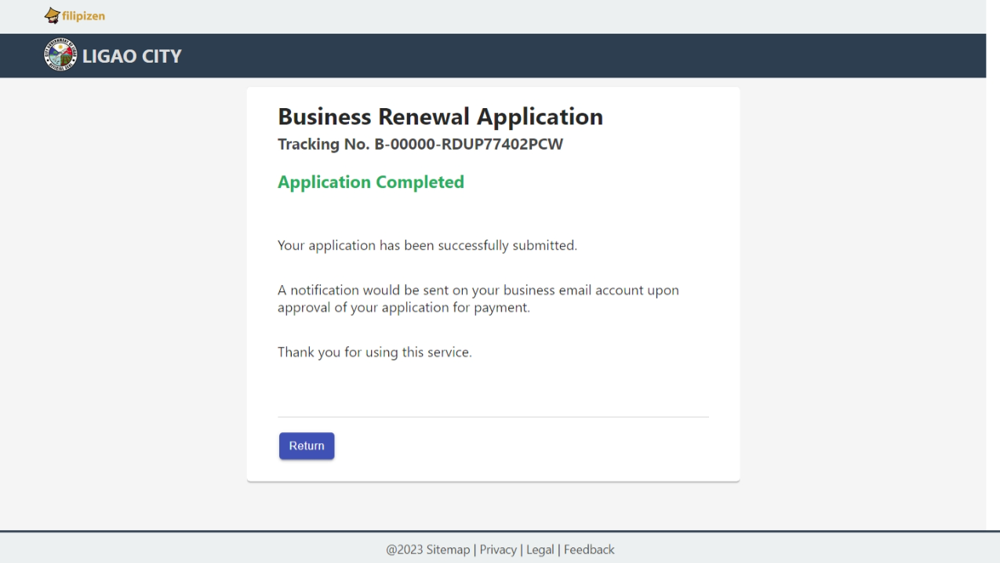 filipizen
LIGAO CITY
Business Renewal Application
Tracking No. B-00000-RDUP77402PCW
Application Completed
Your application has been successfully submitted.
A notification would be sent on your business email account upon
approval of your application for payment.
Thank you for using this service.
Return
@2023 Sitemap | Privacy | Legal | Feedback